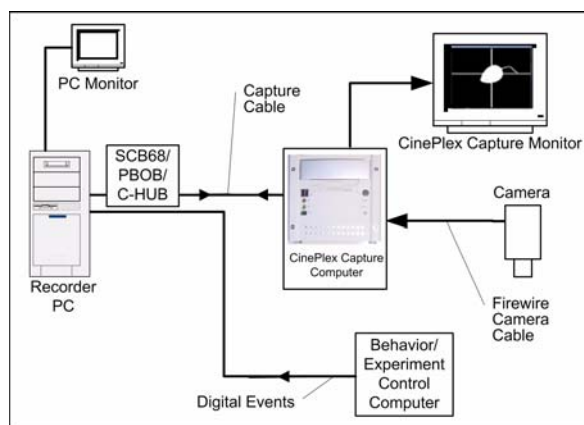 PC Monitor
Capture
Cable
CinePlex Capture Monitor
SCB68/
PBOB/
C-HUB
Camera
CinePlex Capture
Computer
Recorder
PC
Firewire
Camera
Cable
Behavior/
Experiment
Control
Computer
Digital Events